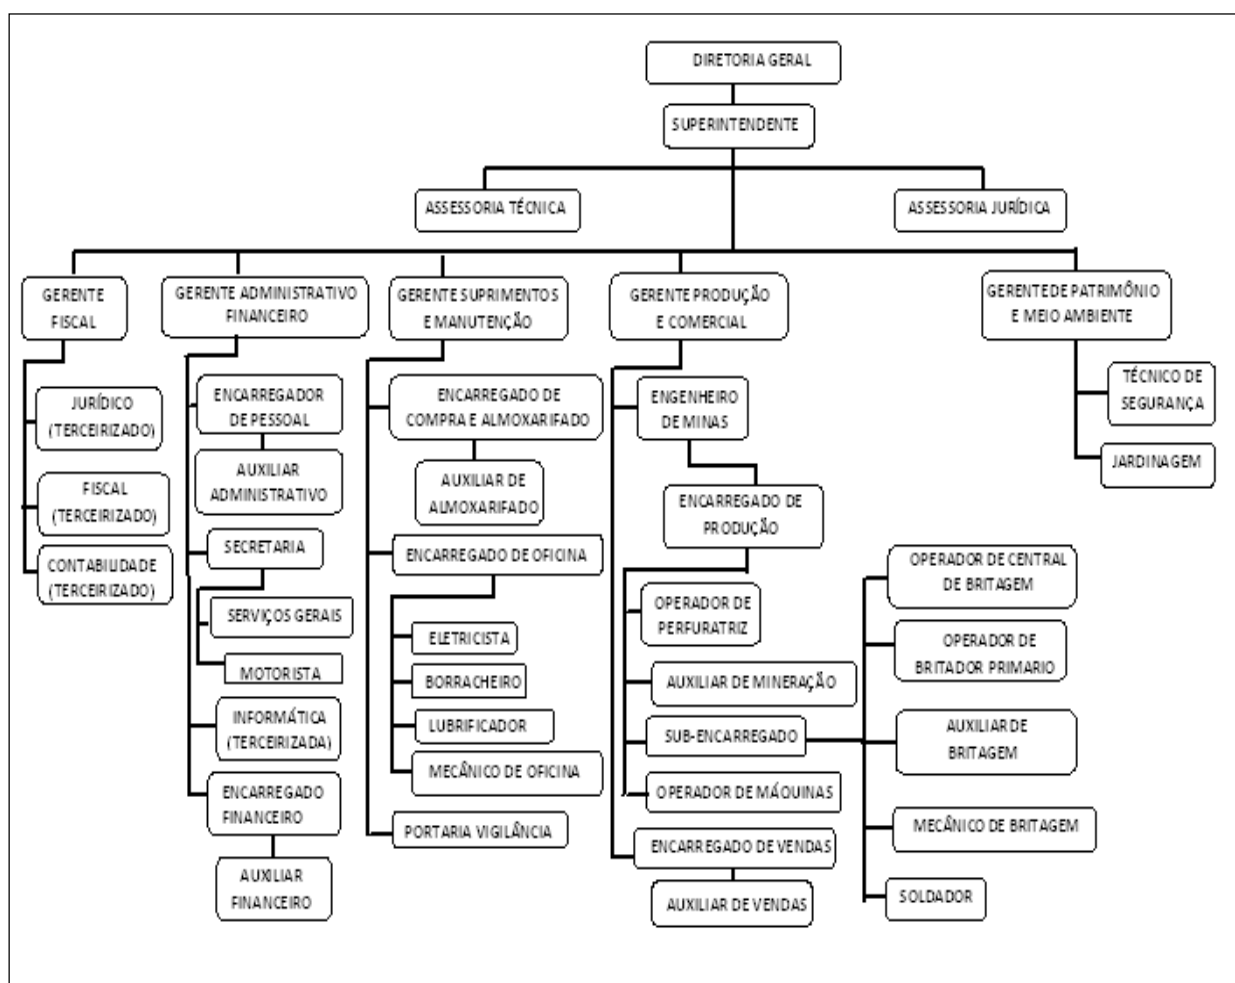 DIRETORIA GERAL
SUPERINTENDENTE
ASSESSORIA TÉCNICA
ASSESSORIA JURÍDICA
GERENTE
FISCAL
GERENTE ADMINISTRATIVO
FINANCEIRO
GERENTE SUPRIMENTOS
E MANUTENÇÃO
GERENTE PRODUÇÃO
E COMERCIAL
GERENTE DE PATRIMÔNIO
E MEIO AMBIENTE
JURÍDICO
(TERCEIRIZADO)
FISCAL
(TERCEIRIZADO)
CONTABILIDADE
(TERCEIRIZADO)
ENCARREGADOR
DE PESSOAL
AUXILIAR
ADMINISTRATIVO
SECRETARIA
SERVIÇOS GERAIS
MOTORISTA
INFORMÁTICA
(TERCEIRIZADA)
ENCARREGADO
FINANCEIRO
AUXILIAR
FINANCEIRO
ENCARREGADO DE
COMPRA E ALMOXARIFADO
AUXILIAR DE
ALMOXARIFADO
ENCARREGADO DE OFICINA
ELETRICISTA
BORRACHEIRO
LUBRIFICADOR
MECÂNICO DE OFICINA
PORTARIA VIGILÂNCIA
ENGENHEIRO
DE MINAS
ENCARREGADO DE
PRODUÇÃO
OPERADOR DE
PERFURATRIZ
AUXILIAR DE MINERAÇÃO
SUB-ENCARREGADO
OPERADOR DE MÁQUINAS
ENCARREGADO DE VENDAS
AUXILIAR DE VENDAS
OPERADOR DE CENTRAL
DE BRITAGEM
OPERADOR DE
BRITADOR PRIMARIO
AUXILIAR DE
BRITAGEM
MECÂNICO DE BRITAGEM
SOLDADOR
TÉCNICO DE
SEGURANÇA
JARDINAGEM